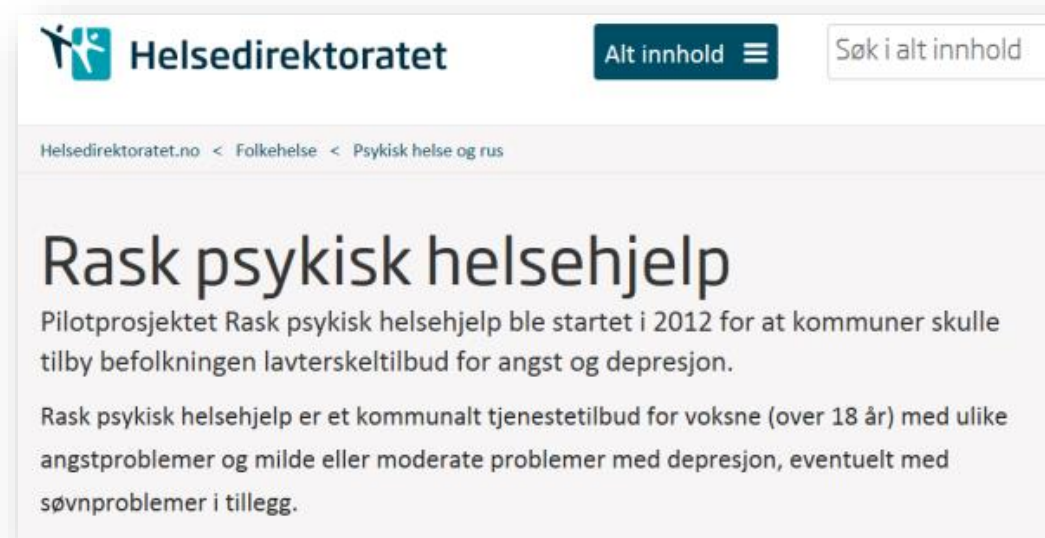 Helsedirektoratet
Alt innhold
Søk i alt innhold
Helsedirektoratet.no < Folkehelse < Psykisk helse og rus
Rask psykisk helsehjelp
Pilotprosjektet Rask psykisk helsehjelp ble startet i 2012 for at kommuner skulle
tilby befolkningen lavterskeltilbud for angst og depresjon.
Rask psykisk helsehjelp er et kommunalt tjenestetilbud for voksne (over 18 år) med ulike
angstproblemer og milde eller moderate problemer med depresjon, eventuelt med
søvnproblemer i tillegg.